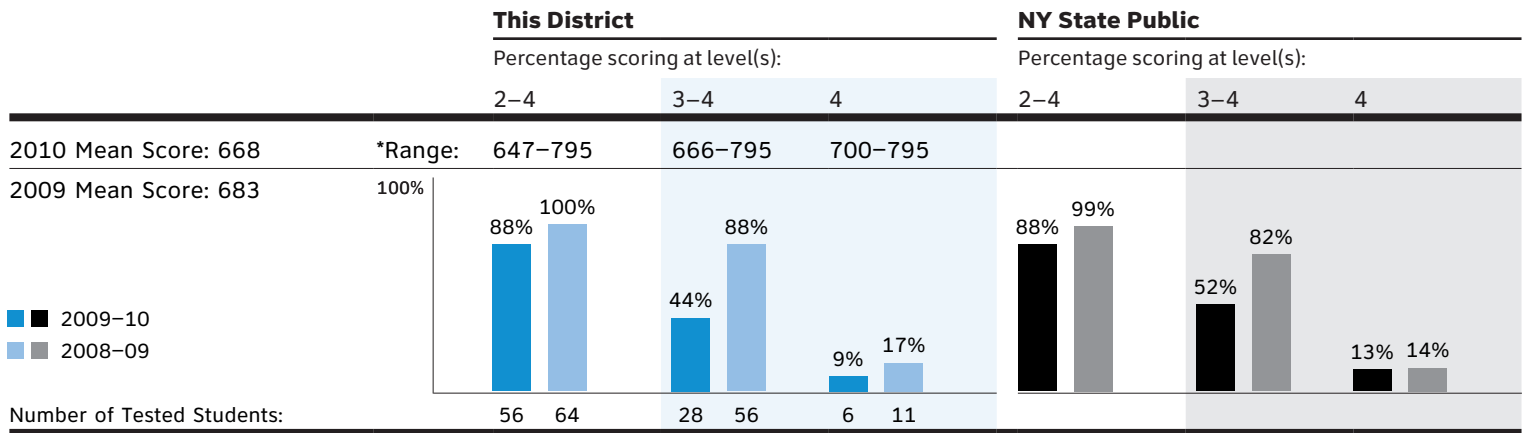 This District NY State Public
Percentage scoring at level(s): Percentage scoring at level(s):
2–4 3–4 4 2–4 3–4 4
2010 Mean Score: 668 *Range: 647–795 666–795 700–795
2009 Mean Score: 683 100%
88% 100% 88% 44% 9% 17% 88% 99% 52% 82% 13% 14%
2009–10
2008–09
Number of Tested Students: 56 64 28 56 6 11